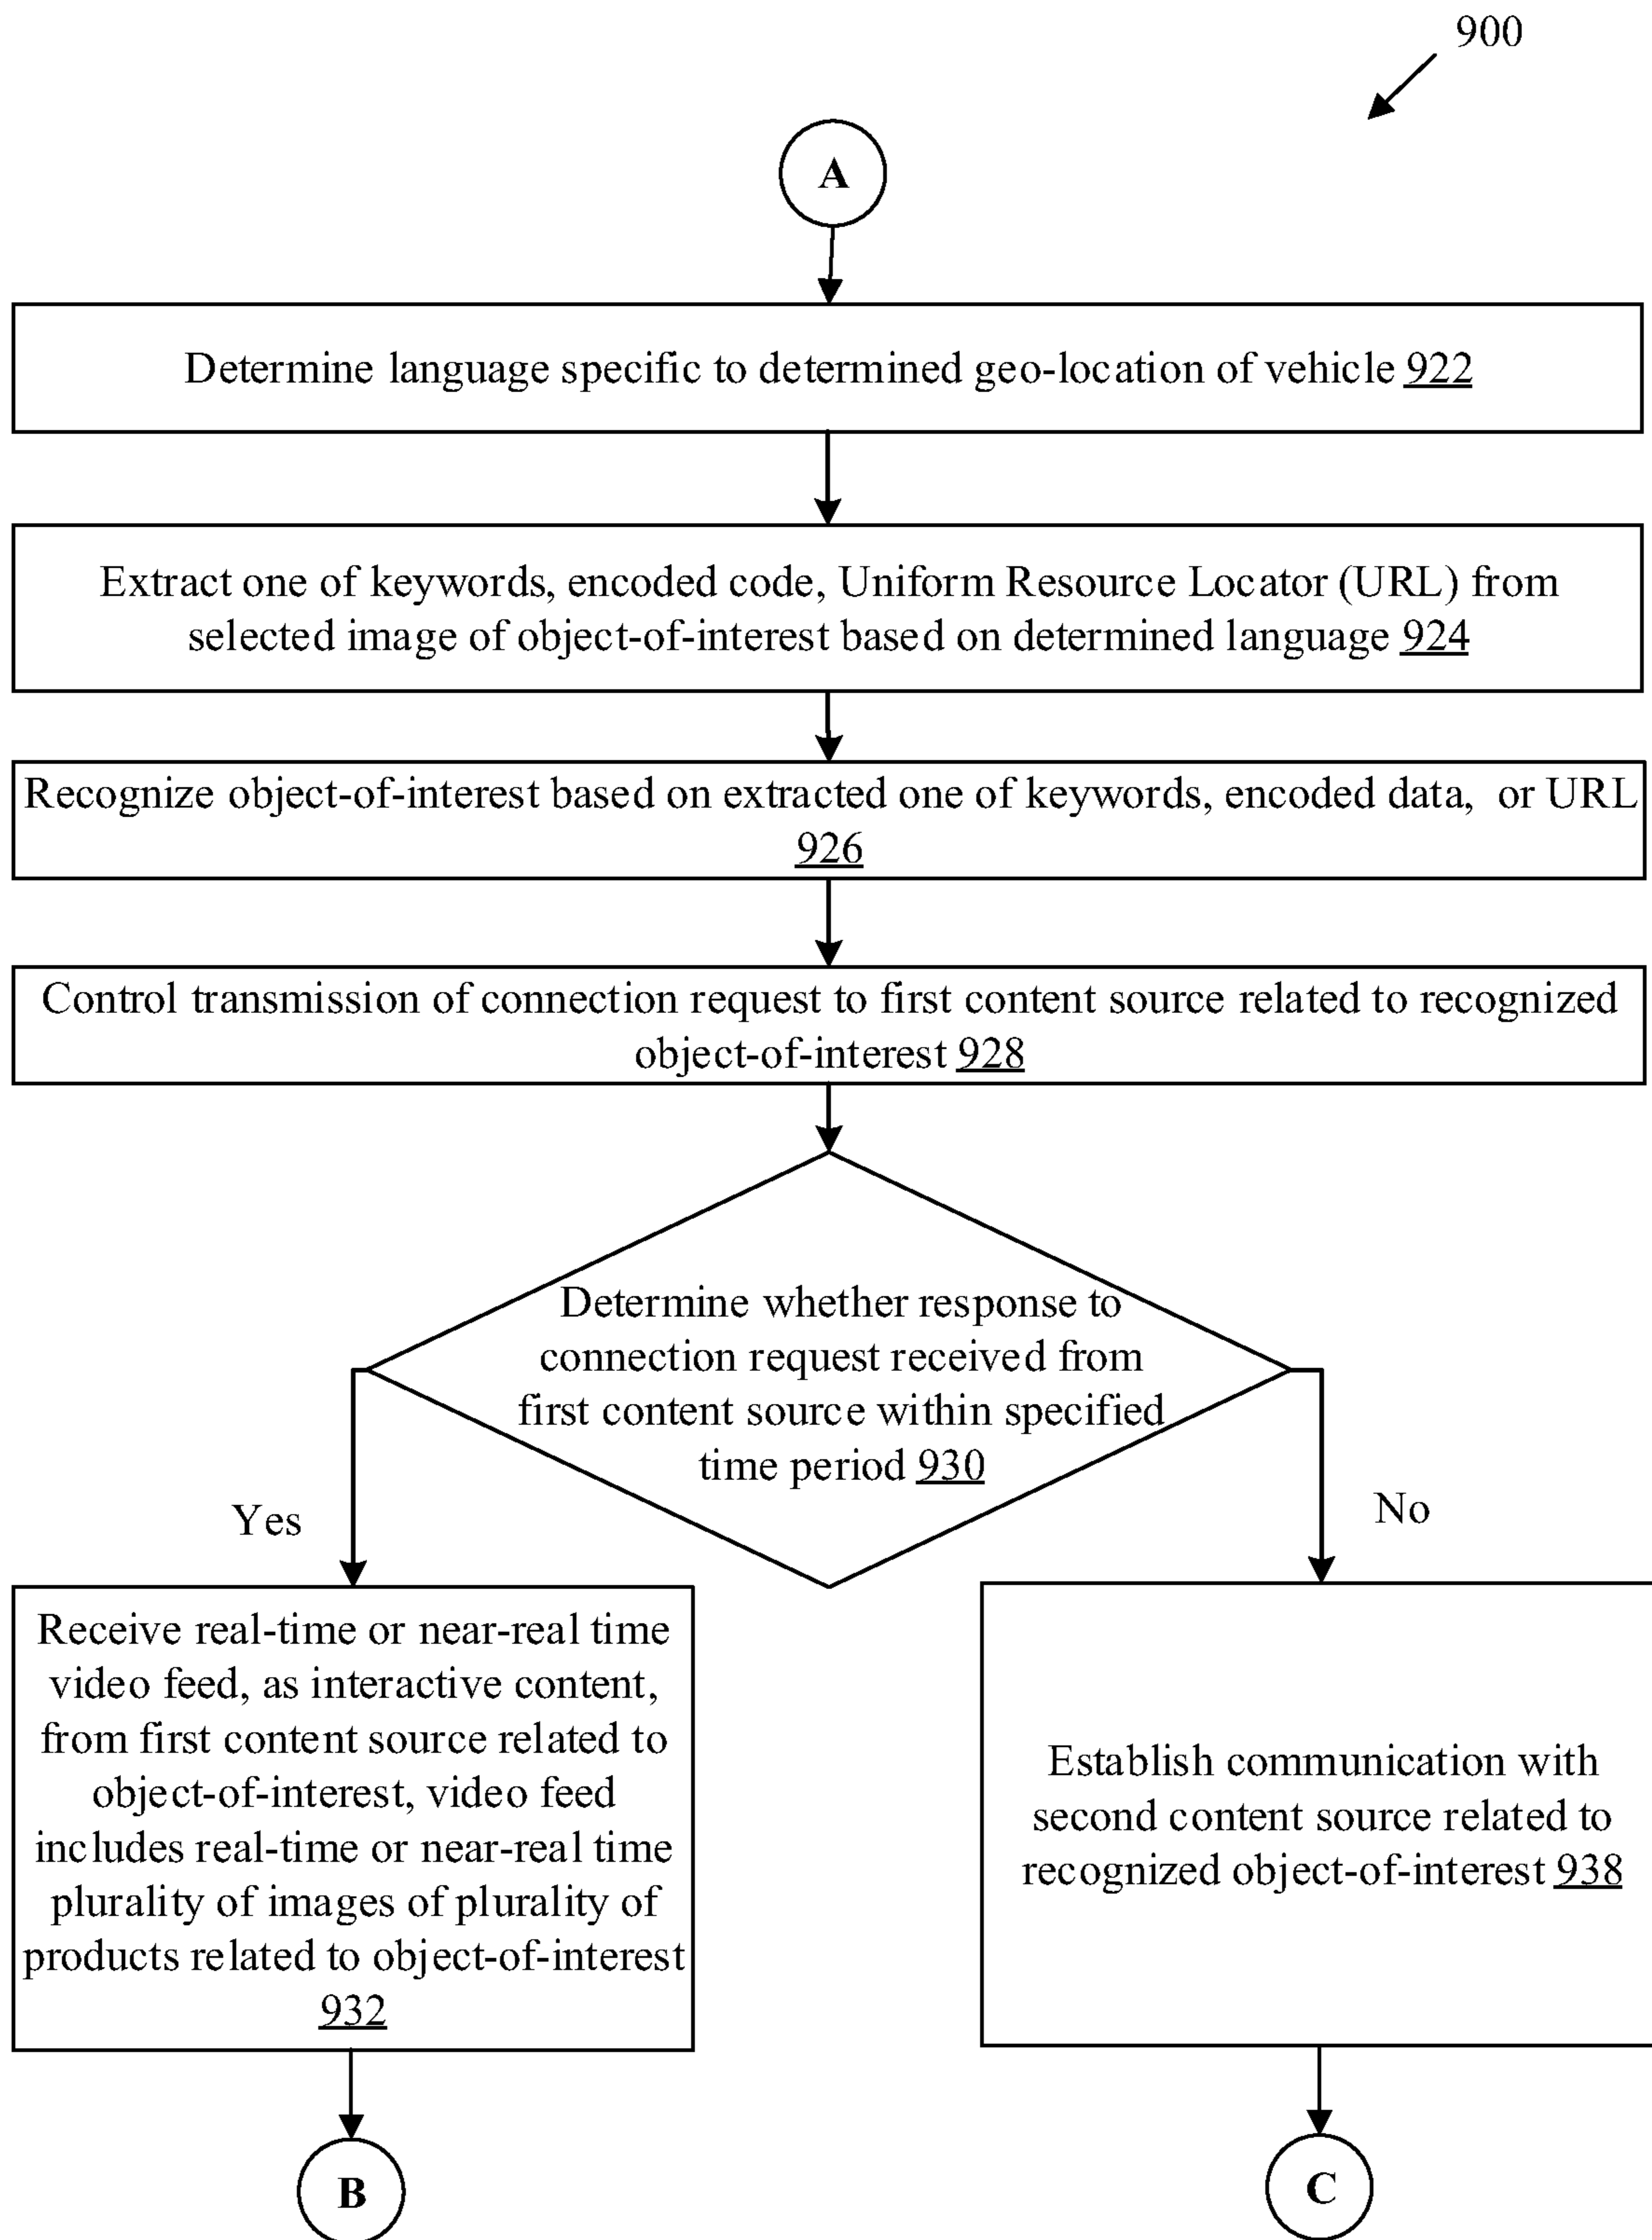 900
A
Determine language specific to determined geo-location of vehicle 922
Extract one of keywords, encoded code, Uniform Resource Locator (URL) from
selected image of object-of-interest based on determined language 924
Recognize object-of-interest based on extracted one of keywords, encoded data, or URL
926
Control transmission of connection request to first content source related to recognized
object-of-interest 928
Determine whether response to
connection request received from
first content source within specified
time period 930
Yes
No
Receive real-time or near-real time
video feed, as interactive content,
from first content source related to
object-of-interest, video feed
includes real-time or near-real time
plurality of images of plurality of
products related to object-of-interest
932
Establish communication with
second content source related to
recognized object-of-interest 938
B
C